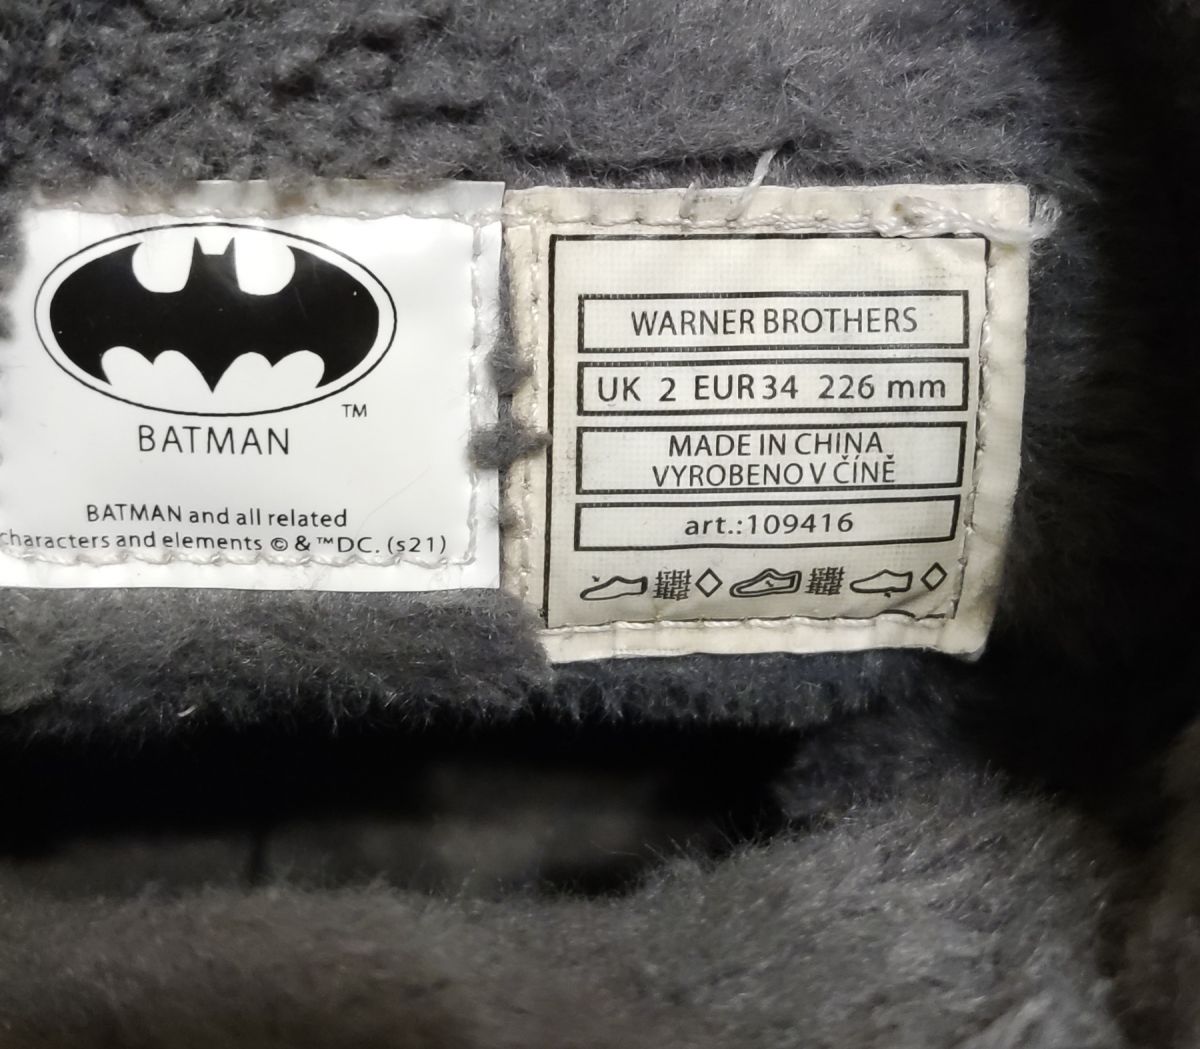 TM
BATMAN
BATMAN and all related
characters and elements © & ™DC. (s21)
WARNER BROTHERS
UK 2 EUR 34 226 mm
MADE IN CHINA
VYROBENO V ČÍNĚ
art.:109416